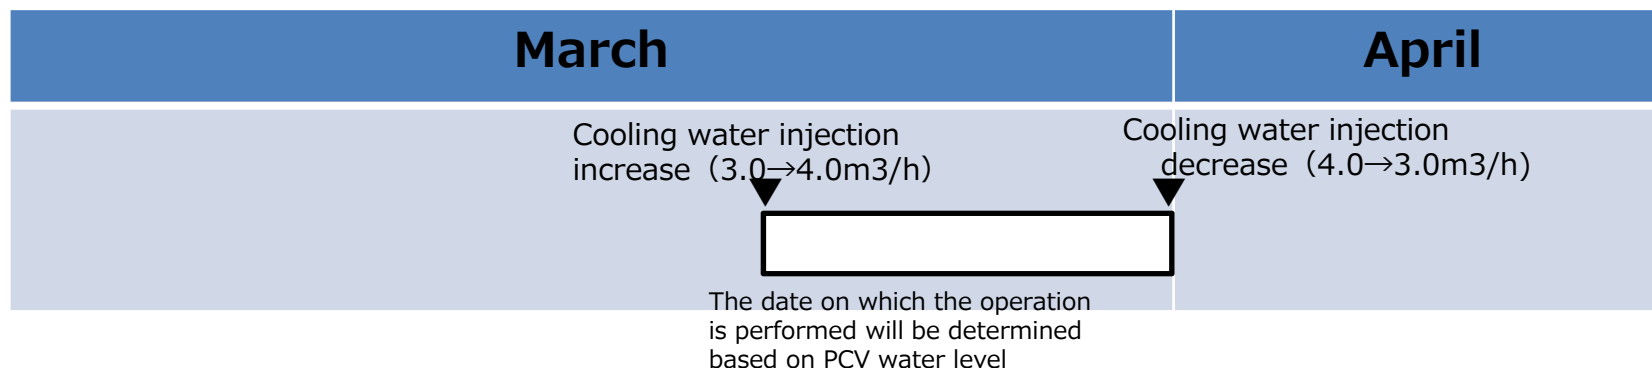 March
April
Cooling water injection
increase（3.0→4.0m3/h）
Cooling water injection
decrease（4.0→3.0m3/h)
The date on which the operation
is performed will be determined
based on PCV water level